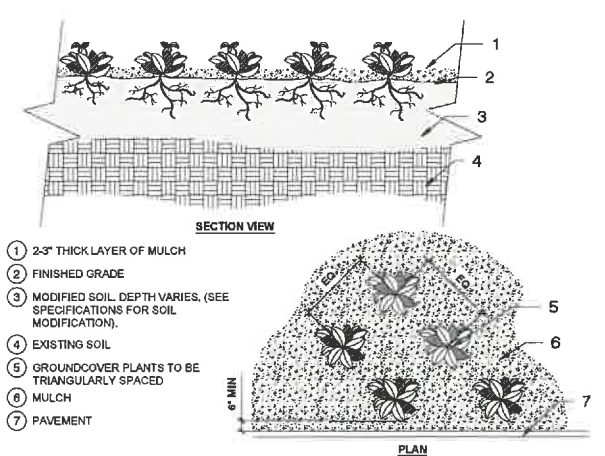 1
2
3
4
SECTION VIEW
1 2-3" THICK LAYER OF MULCH
2 FINISHED GRADE
3 MODIFIED SOIL. DEPTH VARIES. (SEE
SPECIFICATIONS FOR SOIL
MODIFICATION).
4 EXISTING SOIL
5 GROUNDCOVER PLANTS TO BE
TRIANGULARLY SPACED
6 MULCH
7 PAVEMENT
EQ.
EQ.
5
6
7
6" MIN
PLAN